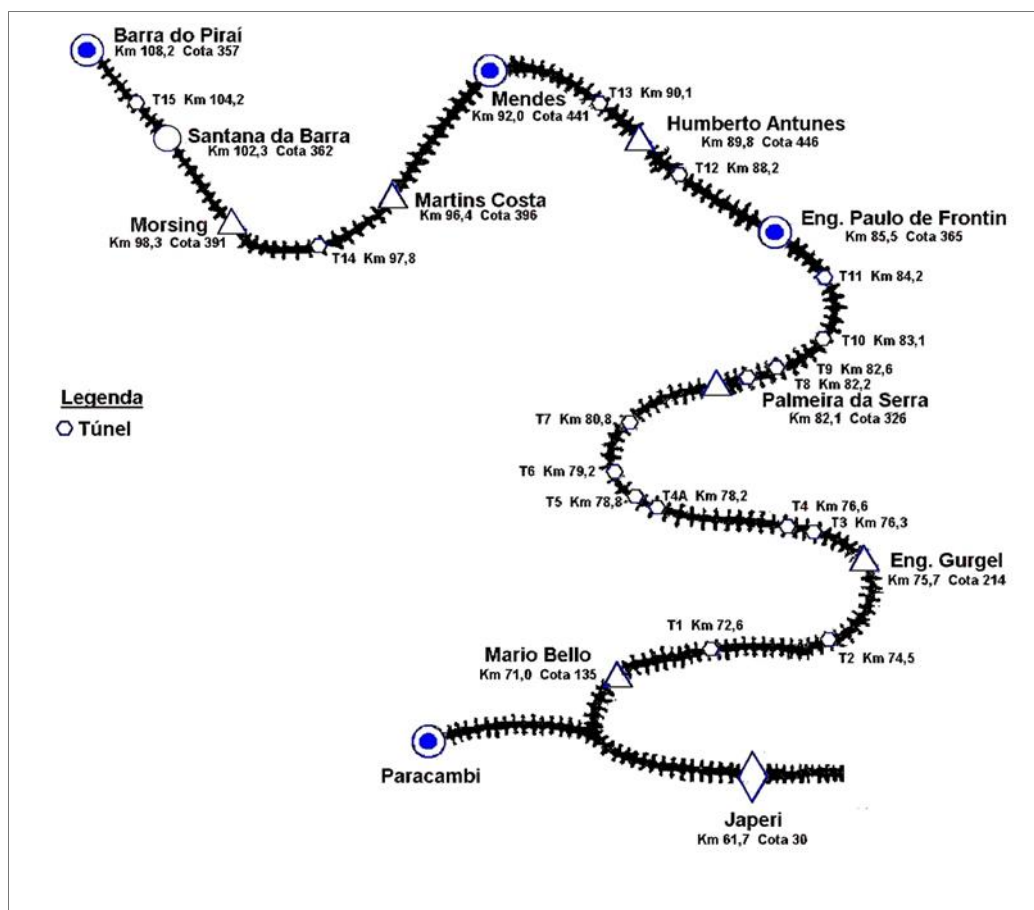 Barra do Piraí
Km 108,2 Cota 357
T15 Km 104,2
Santana da Barra
Km 102,3 Cota 362
Morsing
Km 98,3 Cota 391
T14 Km 97,8
Martins Costa
Km 96,4 Cota 396
Mendes
Km 92,0 Cota 441
T13 Km 90,1
Humberto Antunes
Km 89,8 Cota 446
T12 Km 88,2
Eng. Paulo de Frontin
Km 85,5 Cota 365
T11 Km 84,2
T10 Km 83,1
T9 Km 82,6
T8 Km 82,2
Palmeira da Serra
Km 82,1 Cota 326
Legenda
Túnel
T7 Km 80,8
T6 Km 79,2
T5 Km 78,8
T4A Km 78,2
T4 Km 76,6
T3 Km 76,3
Eng. Gurgel
Km 75,7 Cota 214
T1 Km 72,6
T2 Km 74,5
Mario Bello
Km 71,0 Cota 135
Paracambi
Japeri
Km 61,7 Cota 30